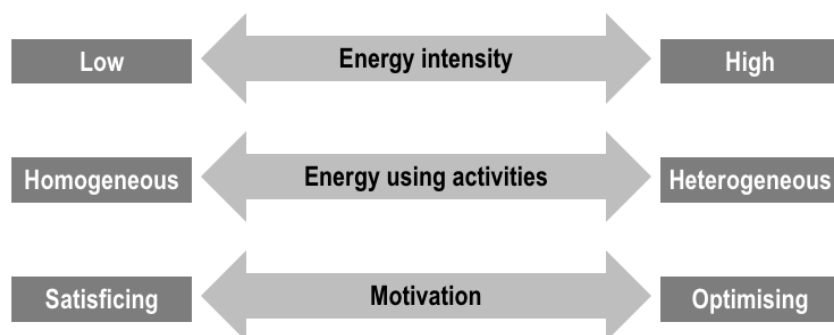 Low Energy intensity High
Homogeneous Energy using activities Heterogeneous
Satisficing Motivation Optimising